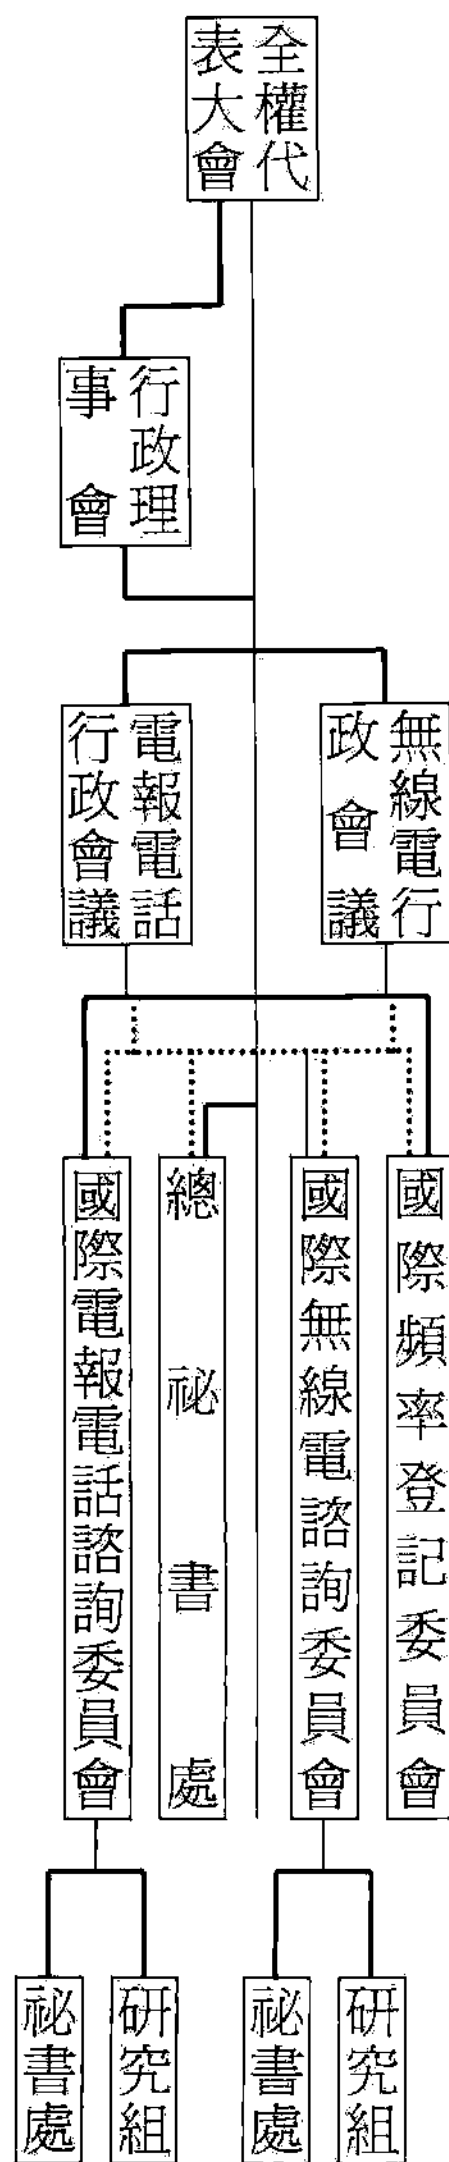 全權代
表大會
行政理
事會
無線電行
政會議
電報電話
行政會議
國際頻率登記委員會
國際無線電諮詢委員會
總祕書處
國際電報電話諮詢委員會
研究組
祕書處
研究組
祕書處